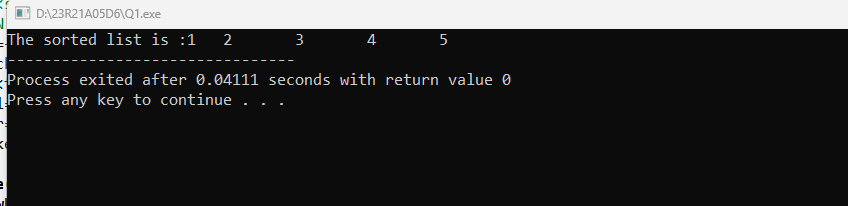 D:\23R21A05D6\Q1.exe
The sorted list is :1	2	3	4	5
--------------------------------
Process exited after 0.04111 seconds with return value 0
Press any key to continue . . .